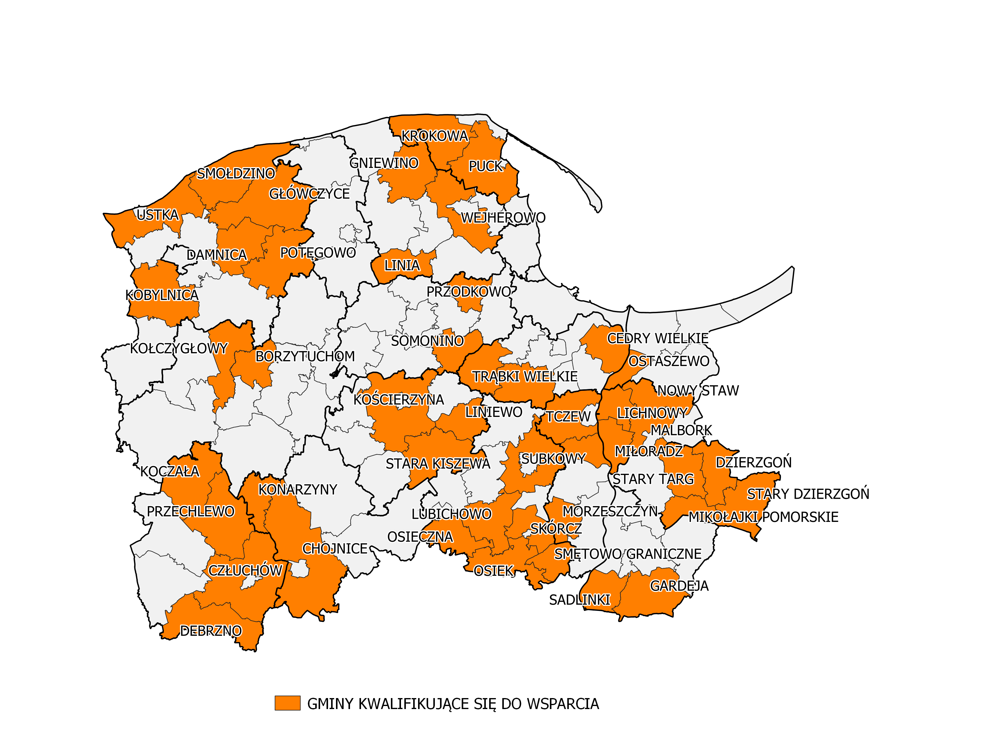 KROKOWA
GNIEWINO
PUCK
SMOŁDZINO
GŁÓWCZYCE
USTKA
WEJHEROWO
DAMNICA
POTĘGOWO
LINIA
KOBYLNICA
PRZODKOWO
KOŁCZYGŁOWY
SOMONINO
CEDRY WIELKIE
BORZYTUCHOM
OSTASZEWO
TRĄBKI WIELKIE
NOWY STAW
KOŚCIERZYNA
LINIEWO
TCZEW
LICHNOWY
MALBORK
MIŁORADZ
SUBKOWY
STARA KISZEWA
DZIERZGOŃ
KOCZAŁA
STARY TARG
KONARZYNY
STARY DZIERZGOŃ
PRZECHLEWO
LUBICHOWO
MORZESZCZYN
MIKOŁAJKI POMORSKIE
SKÓRCZ
OSIECZNA
CHOJNICE
SMĘTOWO GRANICZNE
CZŁUCHÓW
OSIEK
GARDEJA
SADLINKI
DEBRZNO
GMINY KWALIFIKUJĄCE SIĘ DO WSPARCIA